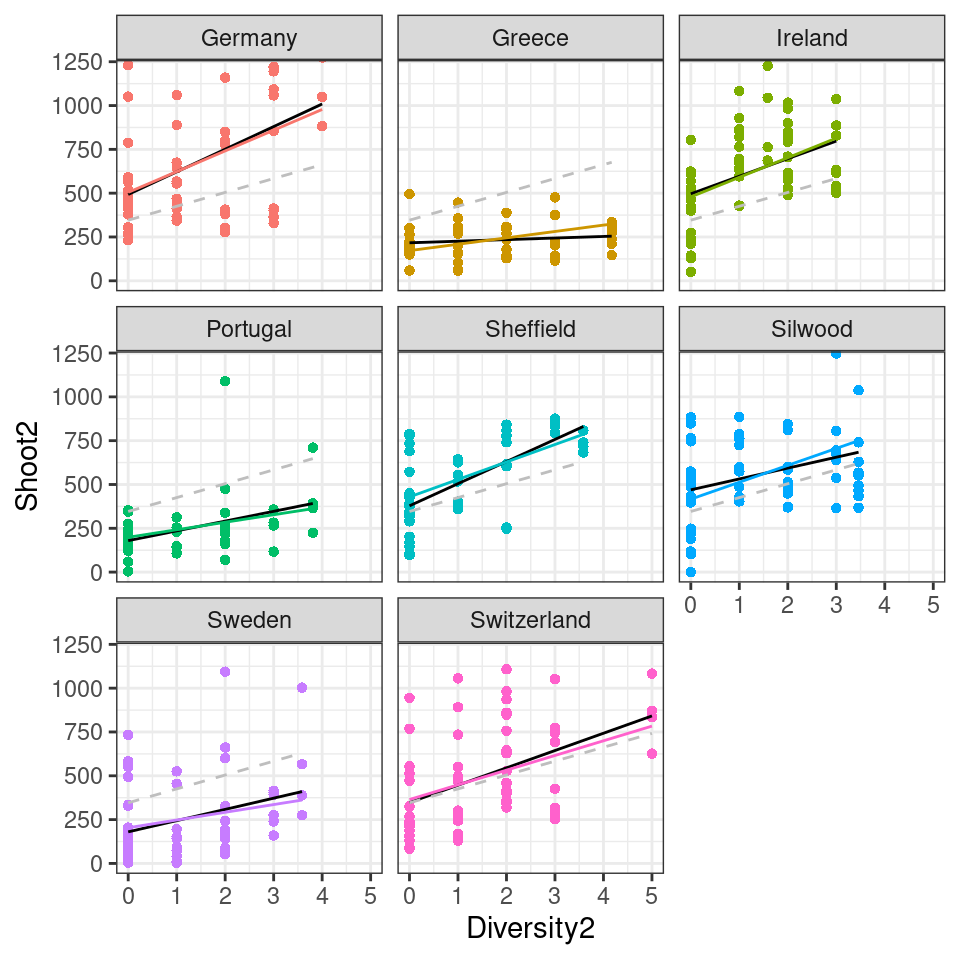 Germany Greece Ireland
1250
1000
750
500
250
0
Portugal Sheffield Silwood
1250
1000
750
500
250
0
0 1 2 3 4 5
Sweden Switzerland
1250
1000
750
500
250
0
0 1 2 3 4 5 0 1 2 3 4 5
Shoot2
Diversity2